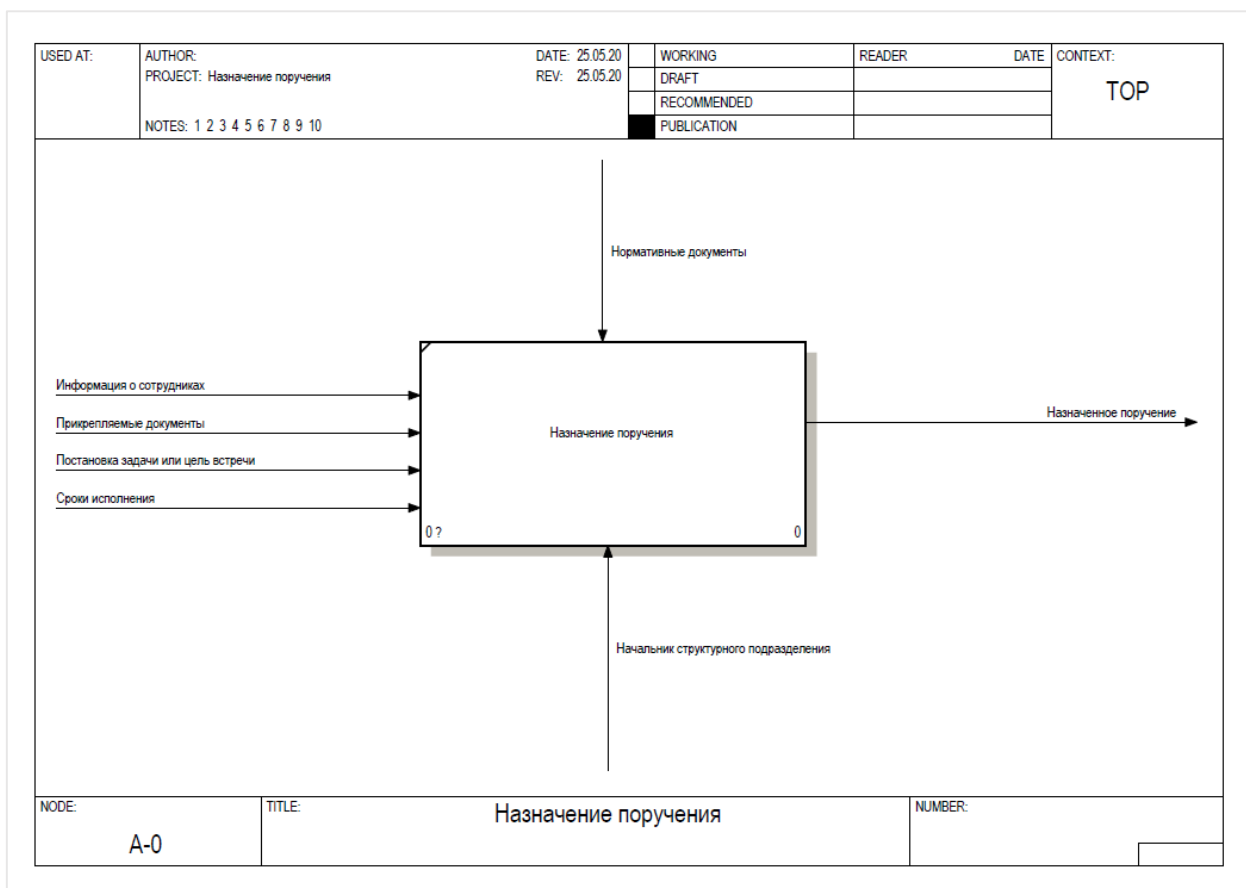 USED AT:
AUTHOR:
DATE: 25.05.20
PROJECT: Назначение поручения
REV: 25.05.20
NOTES: 1 2 3 4 5 6 7 8 9 10
WORKING
DRAFT
RECOMMENDED
PUBLICATION
READER DATE
CONTEXT:
TOP
Нормативные документы
Информация о сотрудниках
Прикрепляемые документы
Постановка задачи или цель встречи
Сроки исполнения
Назначение поручения
0 ?
0
Назначенное поручение
Начальник структурного подразделения
NODE:
A-0
TITLE:
Назначение поручения
NUMBER: